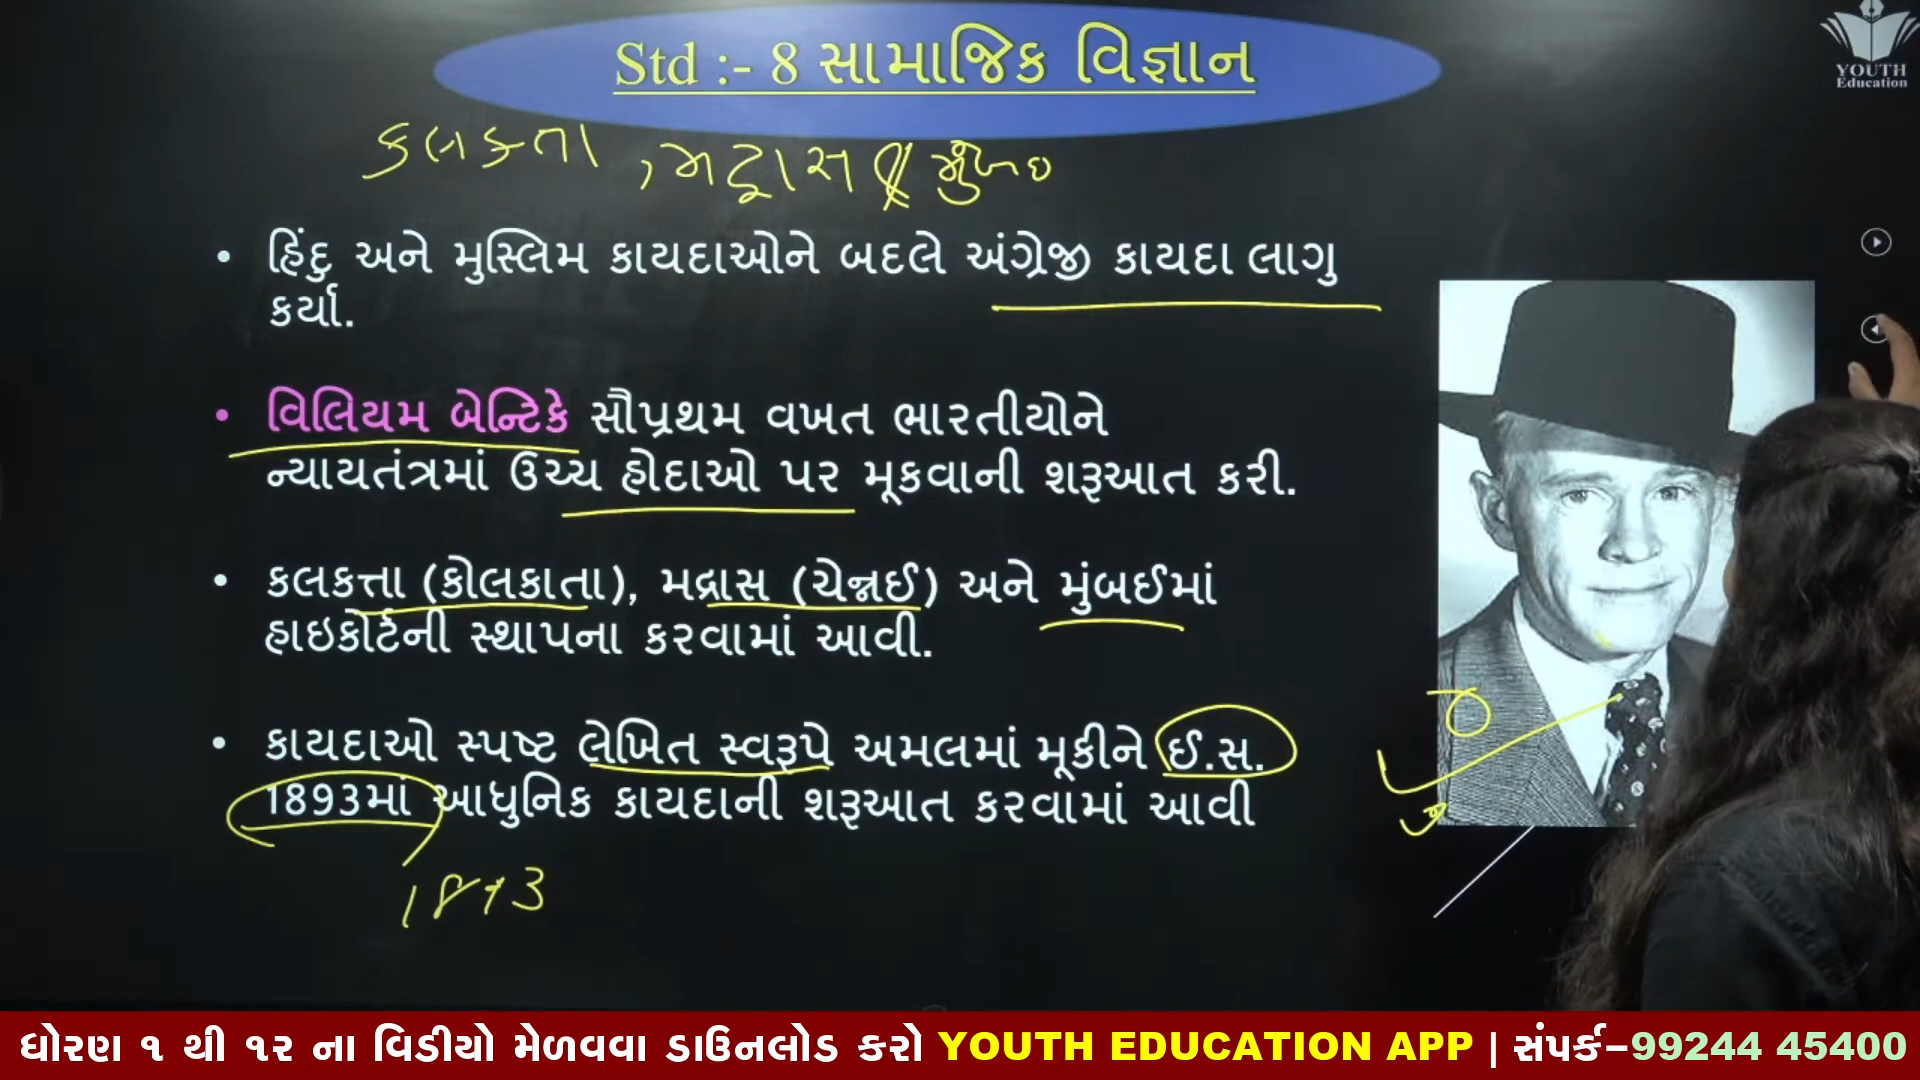 Std :- 8 સામાજિક વિજ્ઞાન
YOUTH
Education
કલકતા , મદ્રાસ મુંબઇ
• હિંદુ અને મુસ્લિમ કાયદાઓને બદલે અંગ્રેજી કાયદા લાગુ
કર્યા.
• વિલિયમ બેન્ટિકે સૌપ્રથમ વખત ભારતીયોને
ન્યાયતંત્રમાં ઉચ્ચ હોદાઓ પર મૂકવાની શરૂઆત કરી.
• કલકત્તા (કોલકાતા), મદ્રાસ (ચેન્નઈ) અને મુંબઈમાં
હાઇકોર્ટની સ્થાપના કરવામાં આવી.
• કાયદાઓ સ્પષ્ટ લેખિત સ્વરૂપે અમલમાં મૂકીને ઈ.સ.
1893માં આધુનિક કાયદાની શરૂઆત કરવામાં આવી
ધોરણ ૧ થી ૧૨ ના વિડીયો મેળવવા ડાઉનલોડ કરો YOUTH EDUCATION APP | સંપર્ક–99244 45400